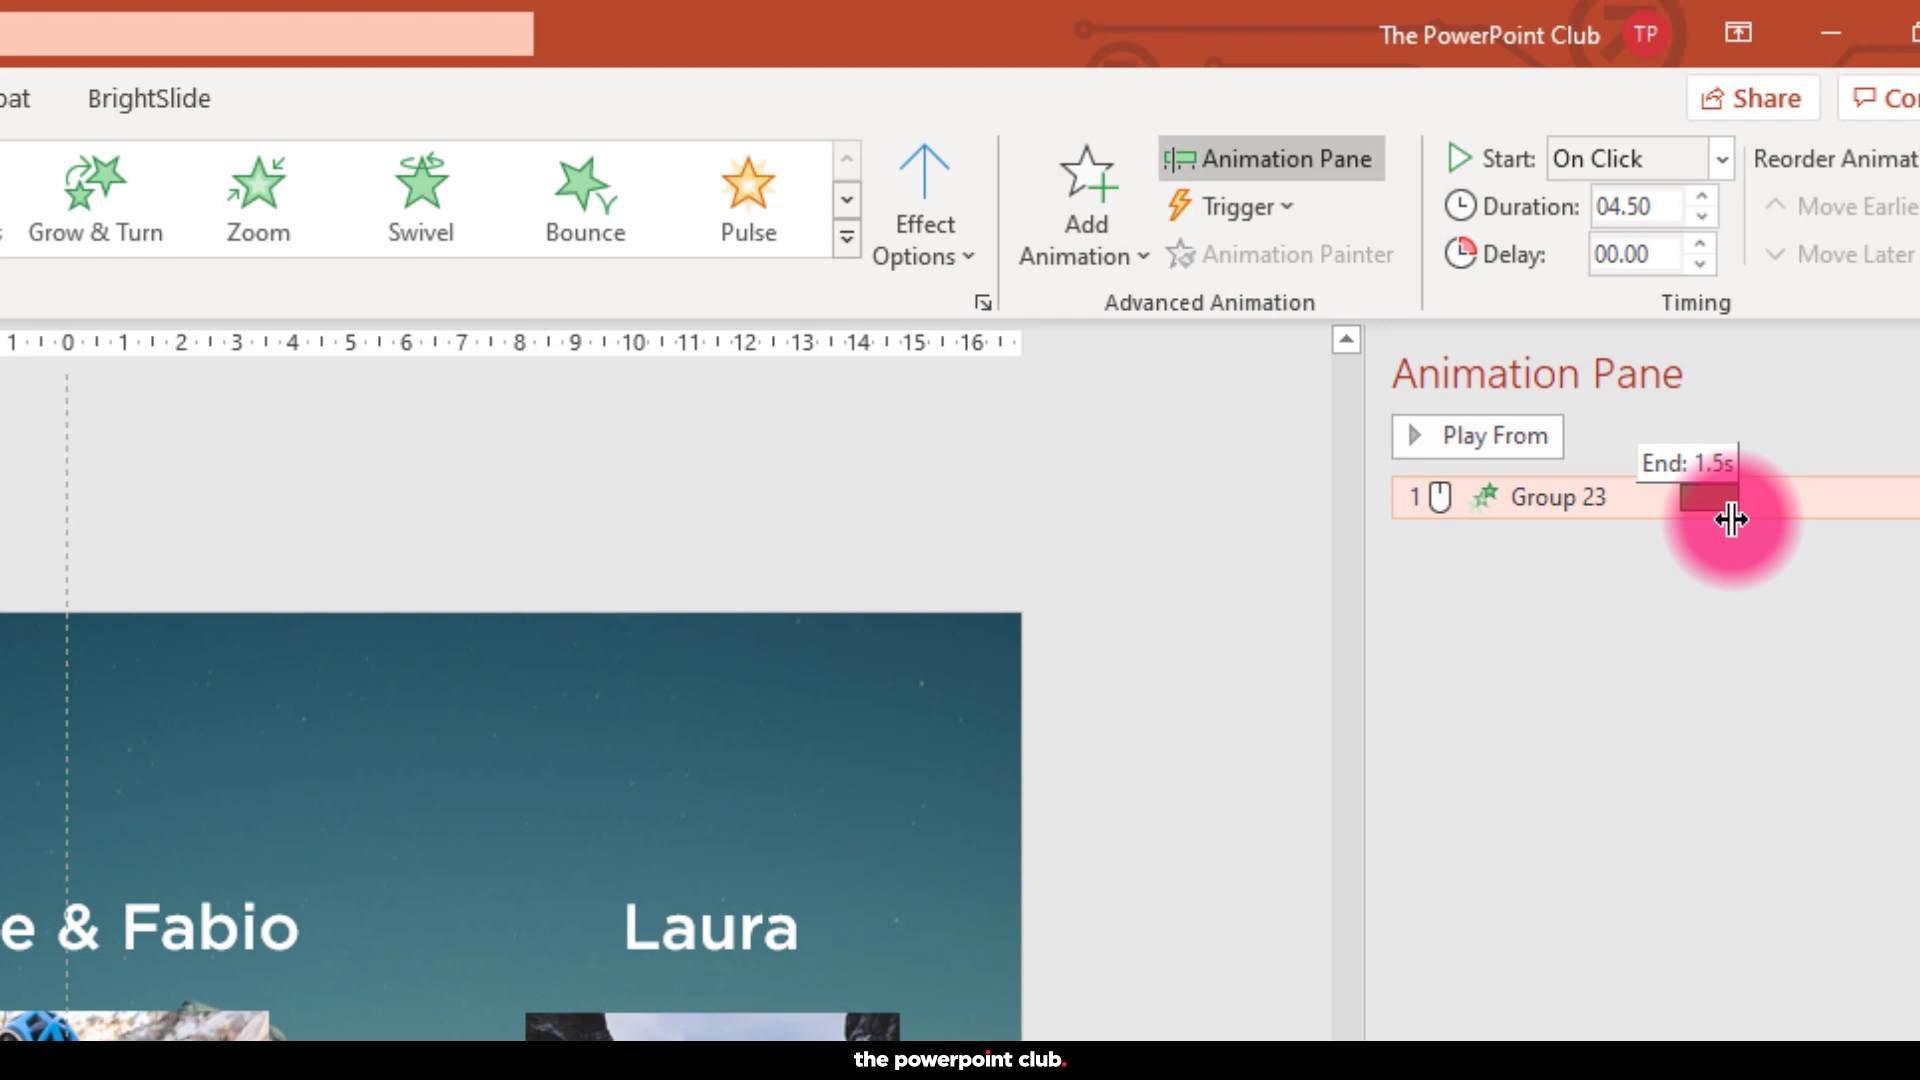 The PowerPoint Club TP
BrightSlide
Share
Grow & Turn
Zoom
Swivel
Bounce
Pulse
Effect
Options
Add
Animation
Animation Pane
Trigger
Animation Painter
Advanced Animation
Start: On Click
Duration: 04.50
Delay: 00.00
Timing
Reorder Animat
Move Earlie
Move Later
1 0 1 2 3 4 5 6 7 8 9 10 11 12 13 14 15 16
Animation Pane
Play From
End: 1.5s
1 Group 23
e & Fabio
Laura
the powerpoint club.